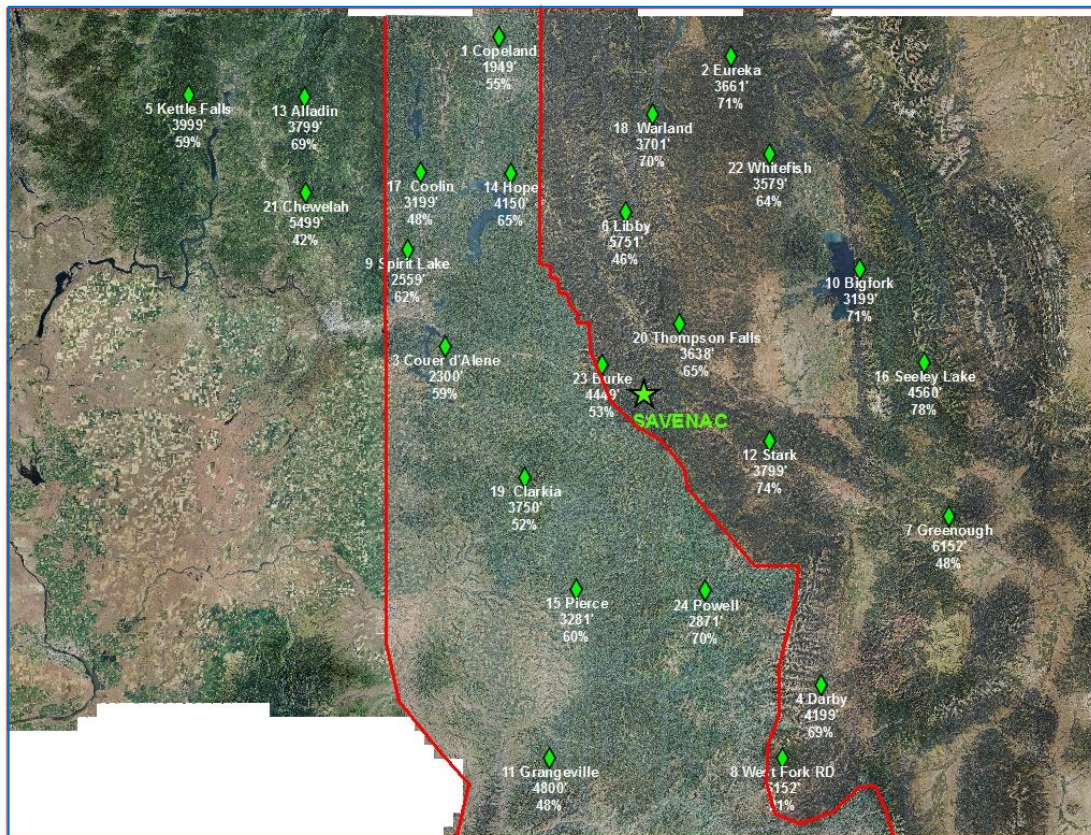 1 Copeland
1949'
55%
2 Eureka
3661'
71%
5 Kettle Falls
3999'
59%
13 Alladin
3799'
69%
18 Warland
3701'
70%
22 Whitefish
3579'
64%
17 Coolin
3199'
48%
14 Hope
4150'
65%
21 Chewelah
5499'
42%
6 Libby
5751'
46%
9 Spirit Lake
2559'
62%
10 Bigfork
3199'
71%
20 Thompson Falls
3638'
65%
3 Couer d'Alene
2300'
59%
23 Burke
4449'
53%
16 Seeley Lake
4560'
78%
SAVENAC
12 Stark
3799'
74%
19 Clarkia
3750'
52%
7 Greenough
6152'
48%
15 Pierce
3281'
60%
24 Powell
2871'
70%
4 Darby
4199'
69%
11 Grangeville
4800'
48%
8 West Fork RD